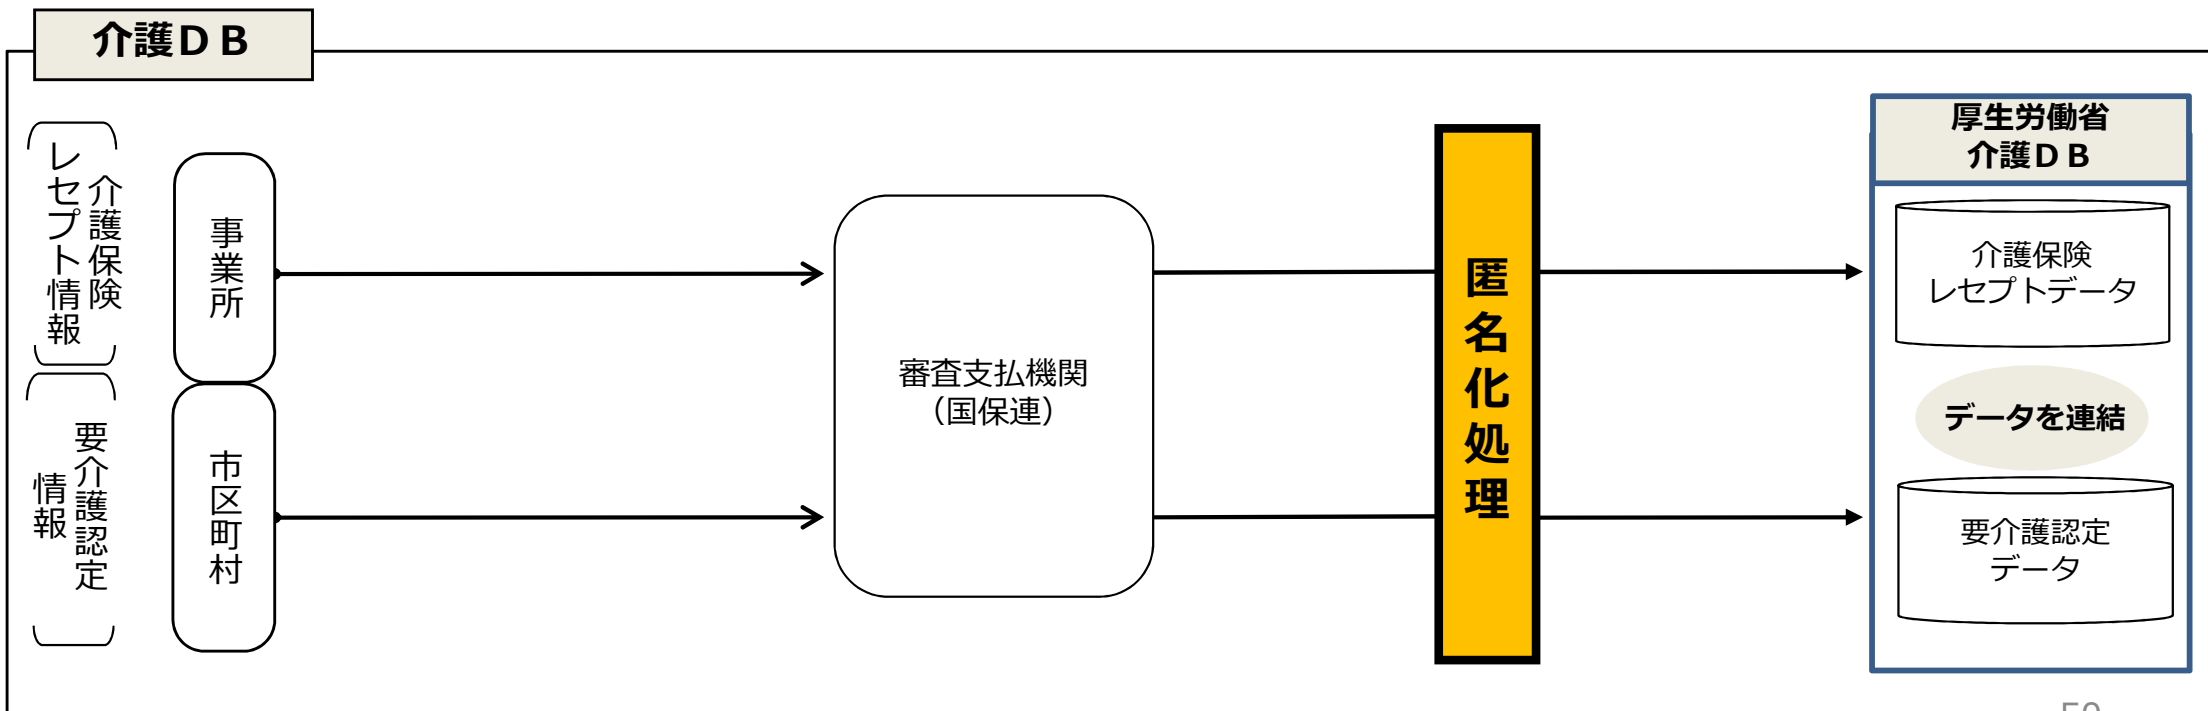 介護ＤＢ
介護保険
レセプト情報
事業所
要介護認定
情報
市区町村
審査支払機関
（国保連）
匿名化処理
厚生労働省
介護ＤＢ
介護保険
レセプトデータ
データを連結
要介護認定
データ